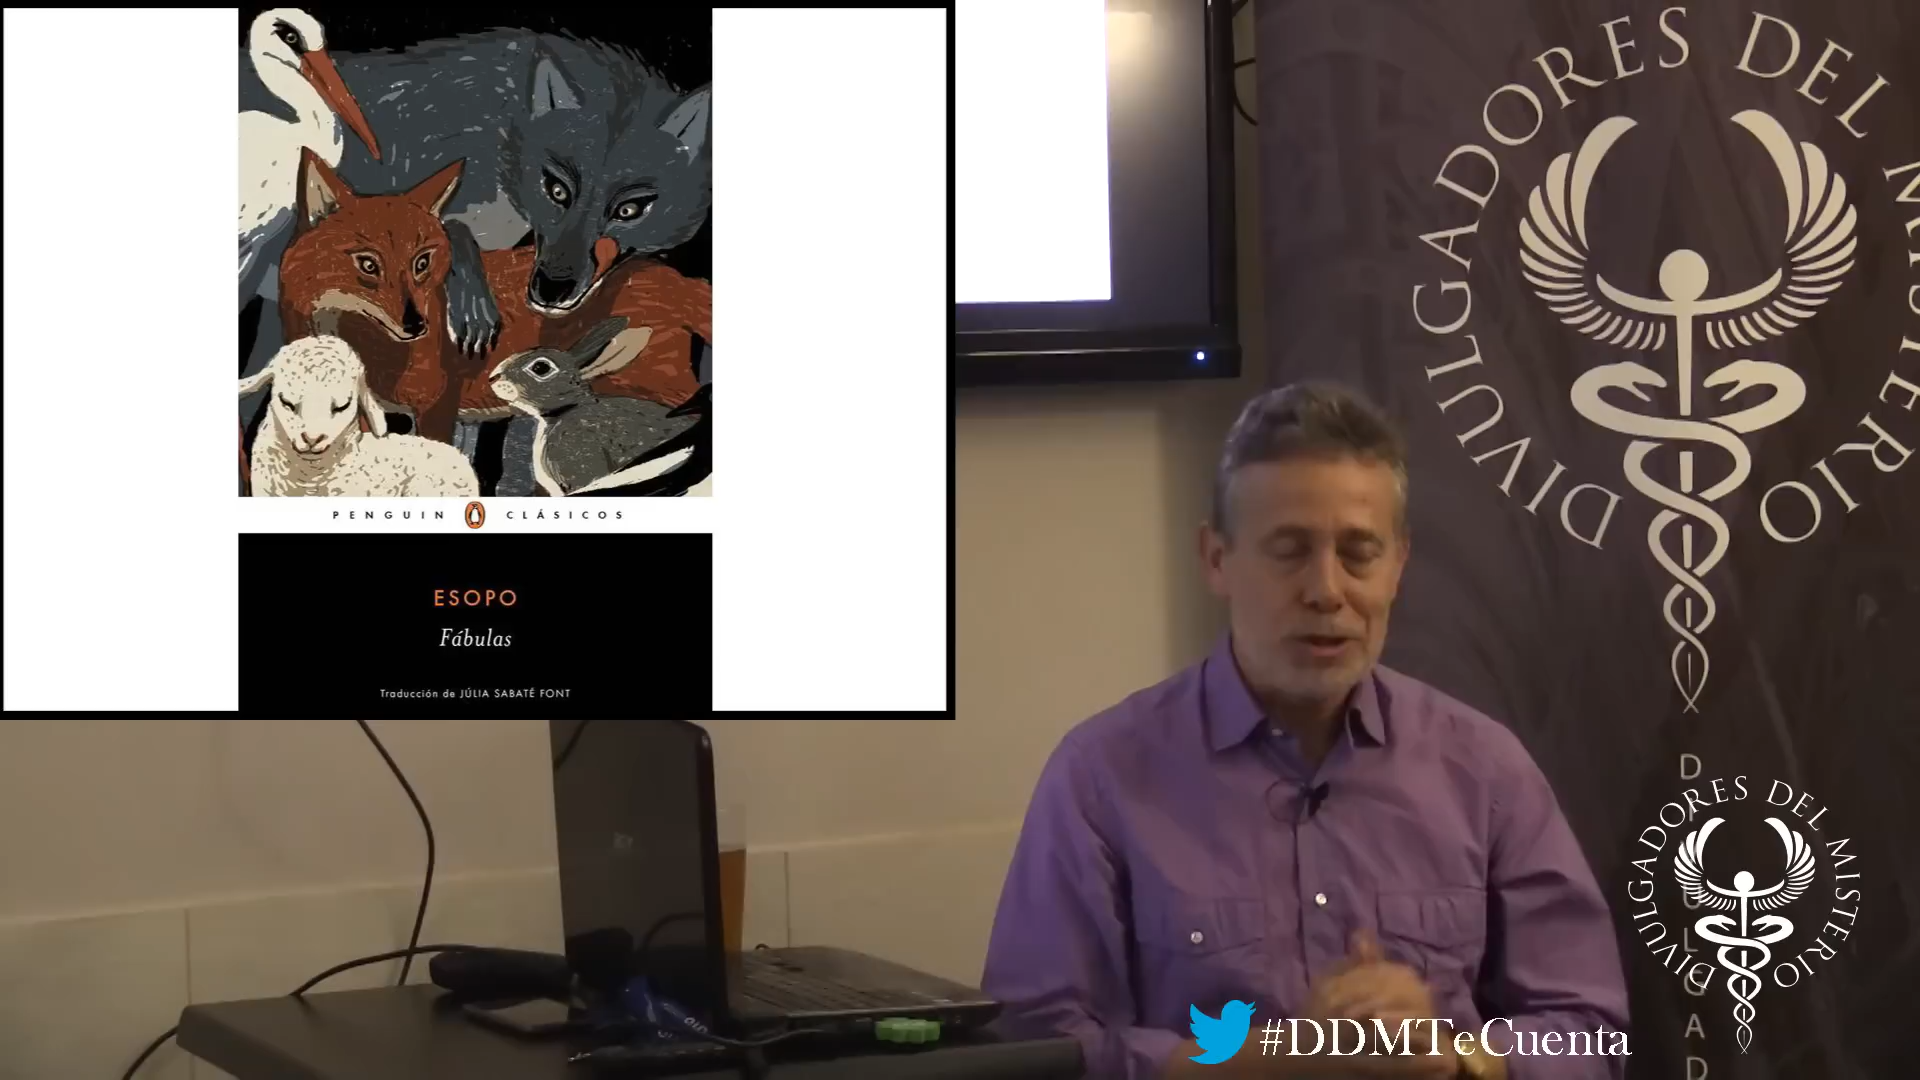 PENGUIN CLÁSICOS
ESOPO
Fábulas
Traducción de JÚLIA SABATÉ FONT
DIVULGADORES DEL MISTERIO
DIVULGADORES DEL MISTERIO
#DDMTeCuenta